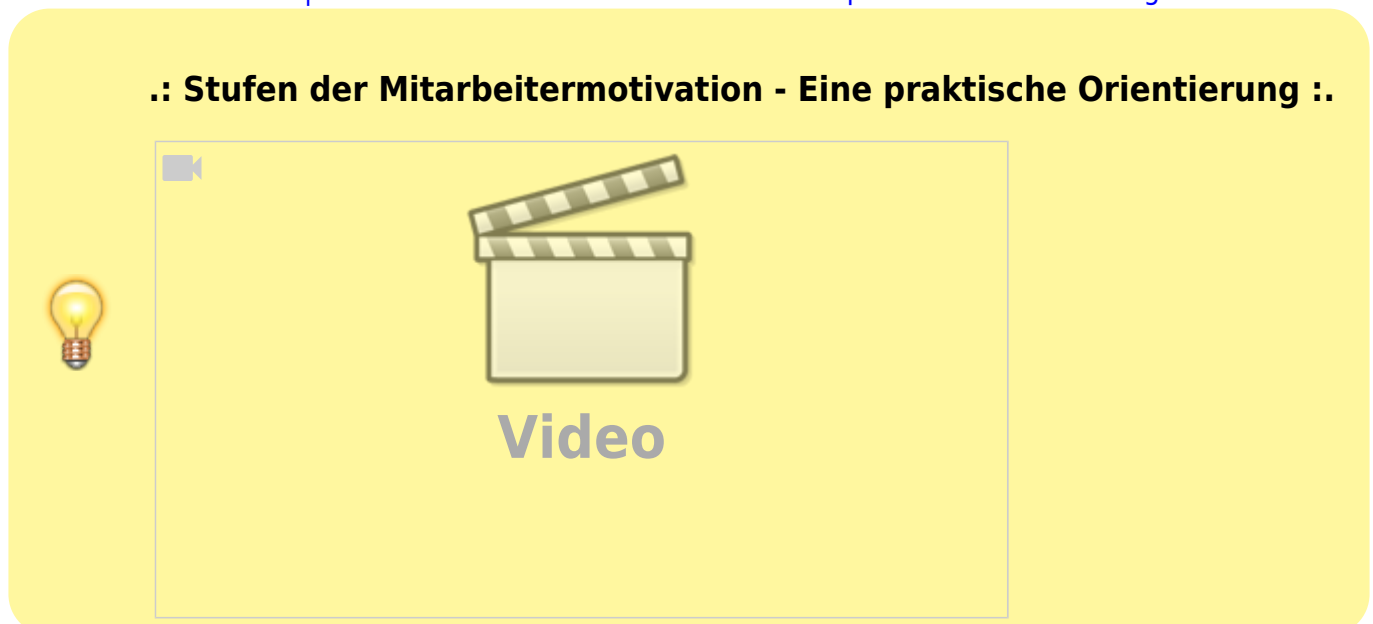 .: Stufen der Mitarbeitermotivation - Eine praktische Orientierung :.
Video